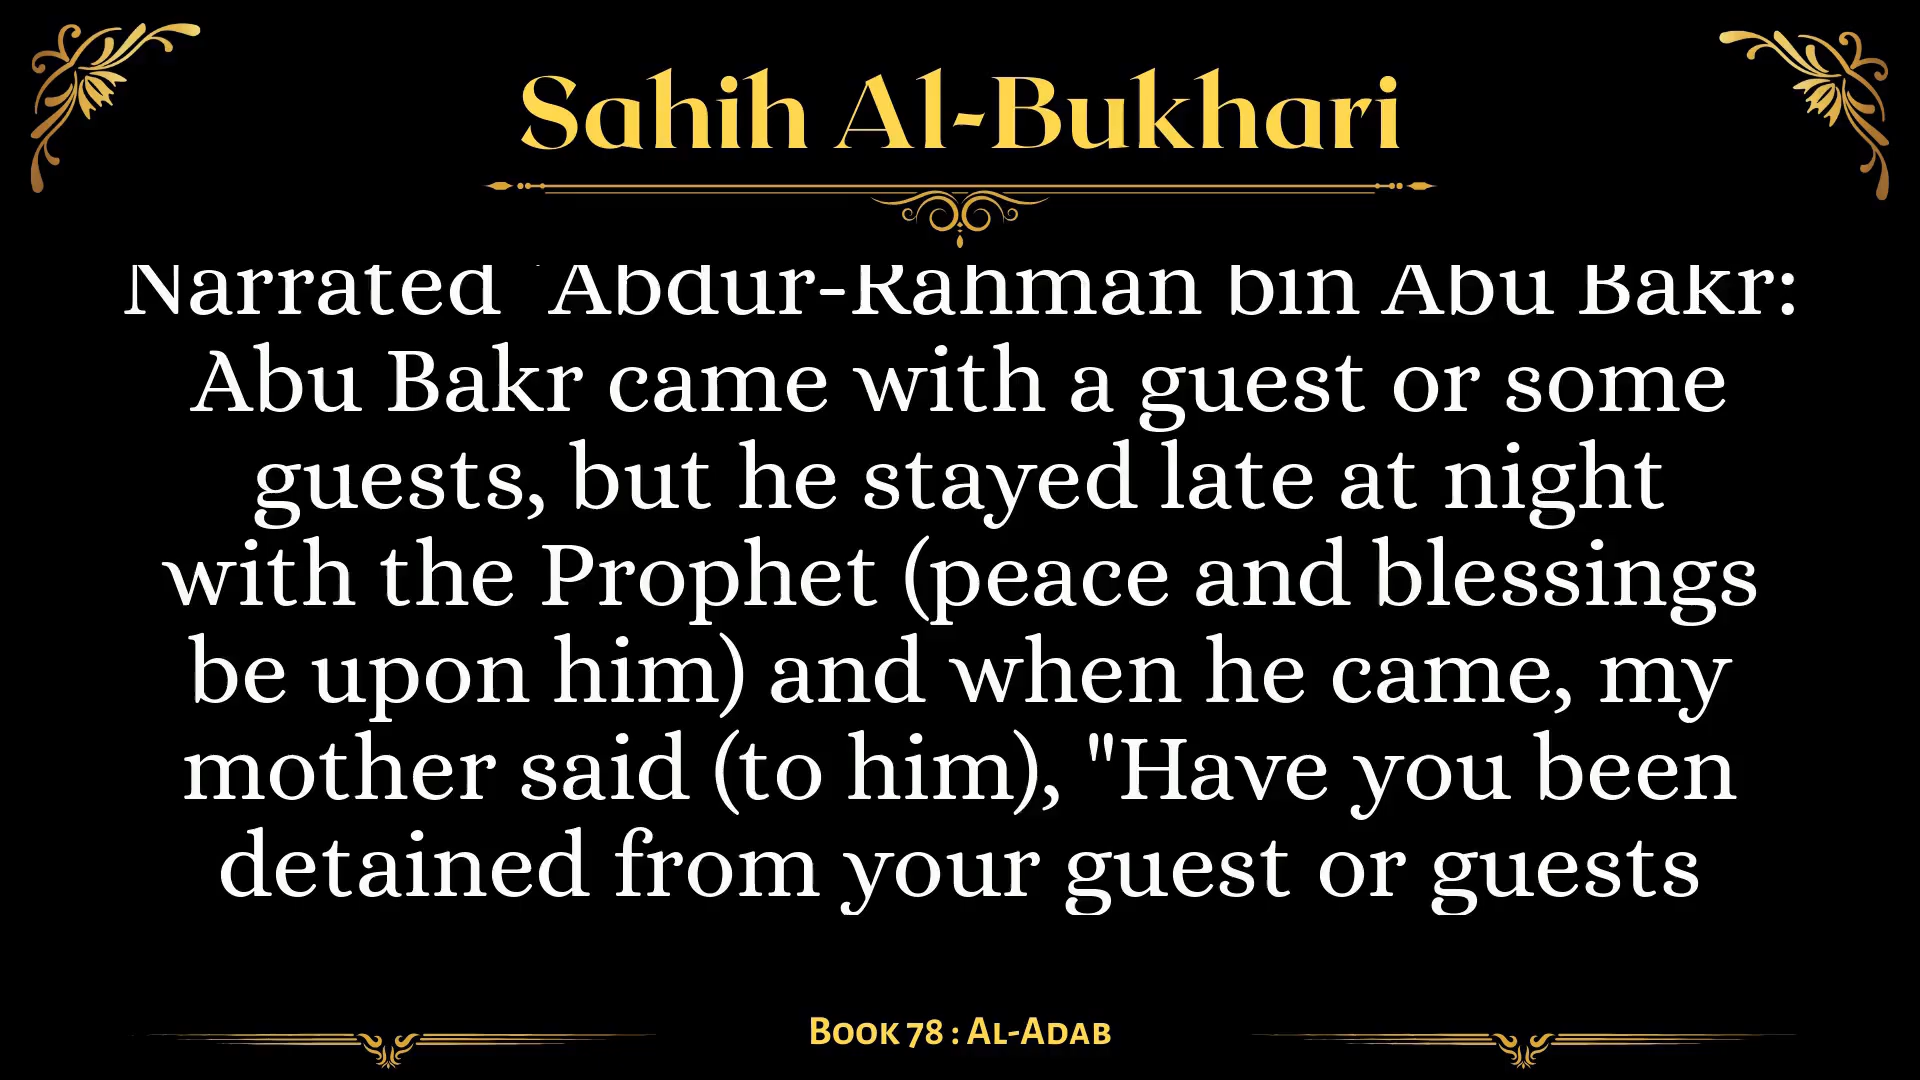 Sahih Al-Bukhari
Narrated `Abdur-Rahman bin Abu Bakr:
Abu Bakr came with a guest or some
guests, but he stayed late at night
with the Prophet (peace and blessings
be upon him) and when he came, my
mother said (to him), "Have you been
detained from your guest or guests
Book 78 : Al-Adab